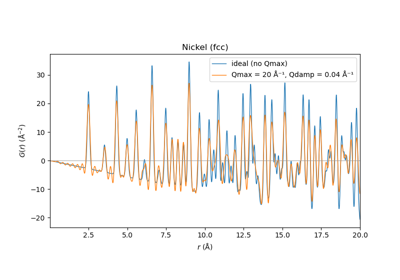 Nickel (fcc)
ideal (no Qmax)
Qmax = 20 Å⁻¹, Qdamp = 0.04 Å⁻¹
G(r) (Å⁻²)
30
20
10
0
−10
−20
2.5 5.0 7.5 10.0 12.5 15.0 17.5 20.0
r (Å)